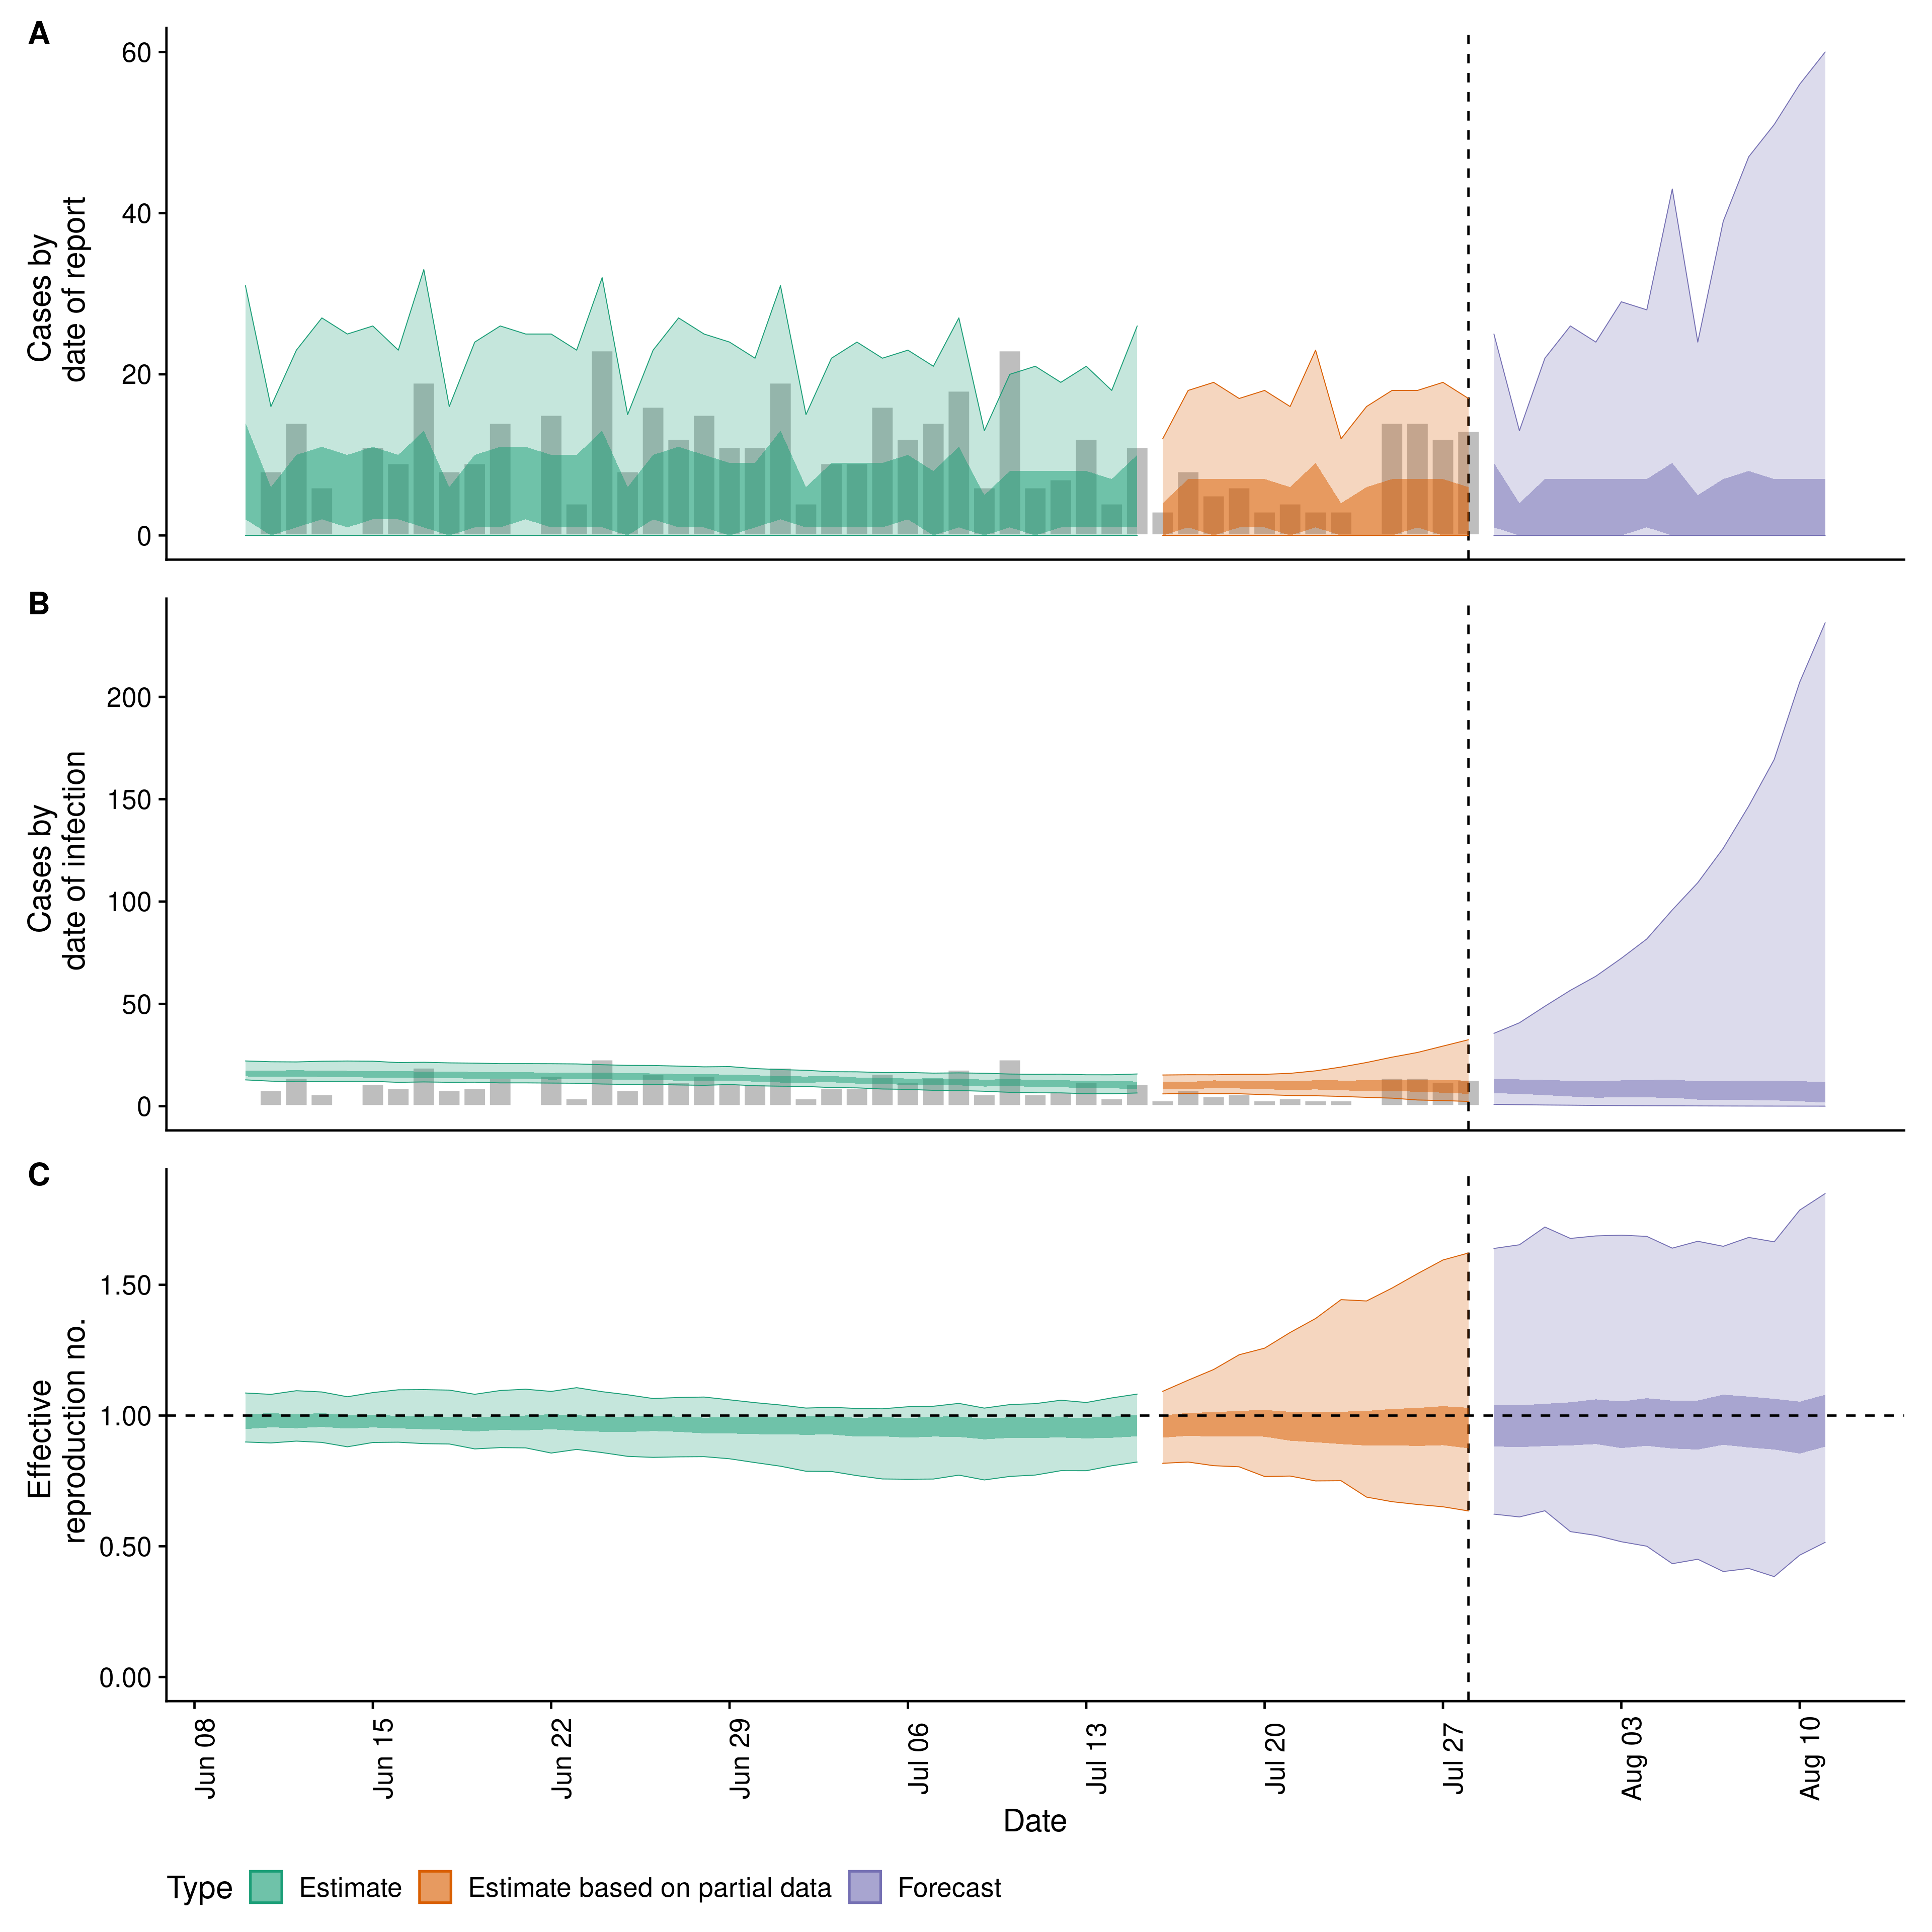 A
60
40
20
0
Cases by
date of report
B
200
150
100
50
0
Cases by
date of infection
C
1.50
1.00
0.50
0.00
Effective
reproduction no.
Jun 08
Jun 15
Jun 22
Jun 29
Jul 06
Jul 13
Jul 20
Jul 27
Aug 03
Aug 10
Date
Type Estimate Estimate based on partial data Forecast